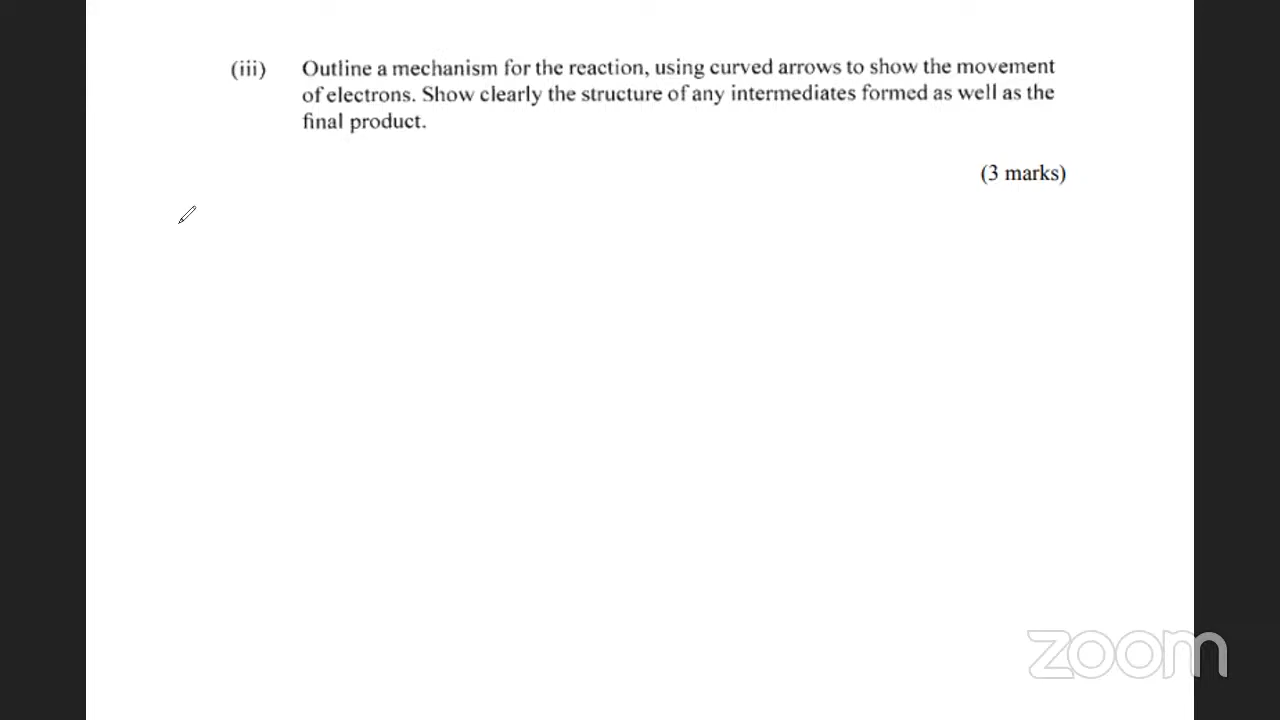 (iii) Outline a mechanism for the reaction, using curved arrows to show the movement
of electrons. Show clearly the structure of any intermediates formed as well as the
final product.
(3 marks)
zoom